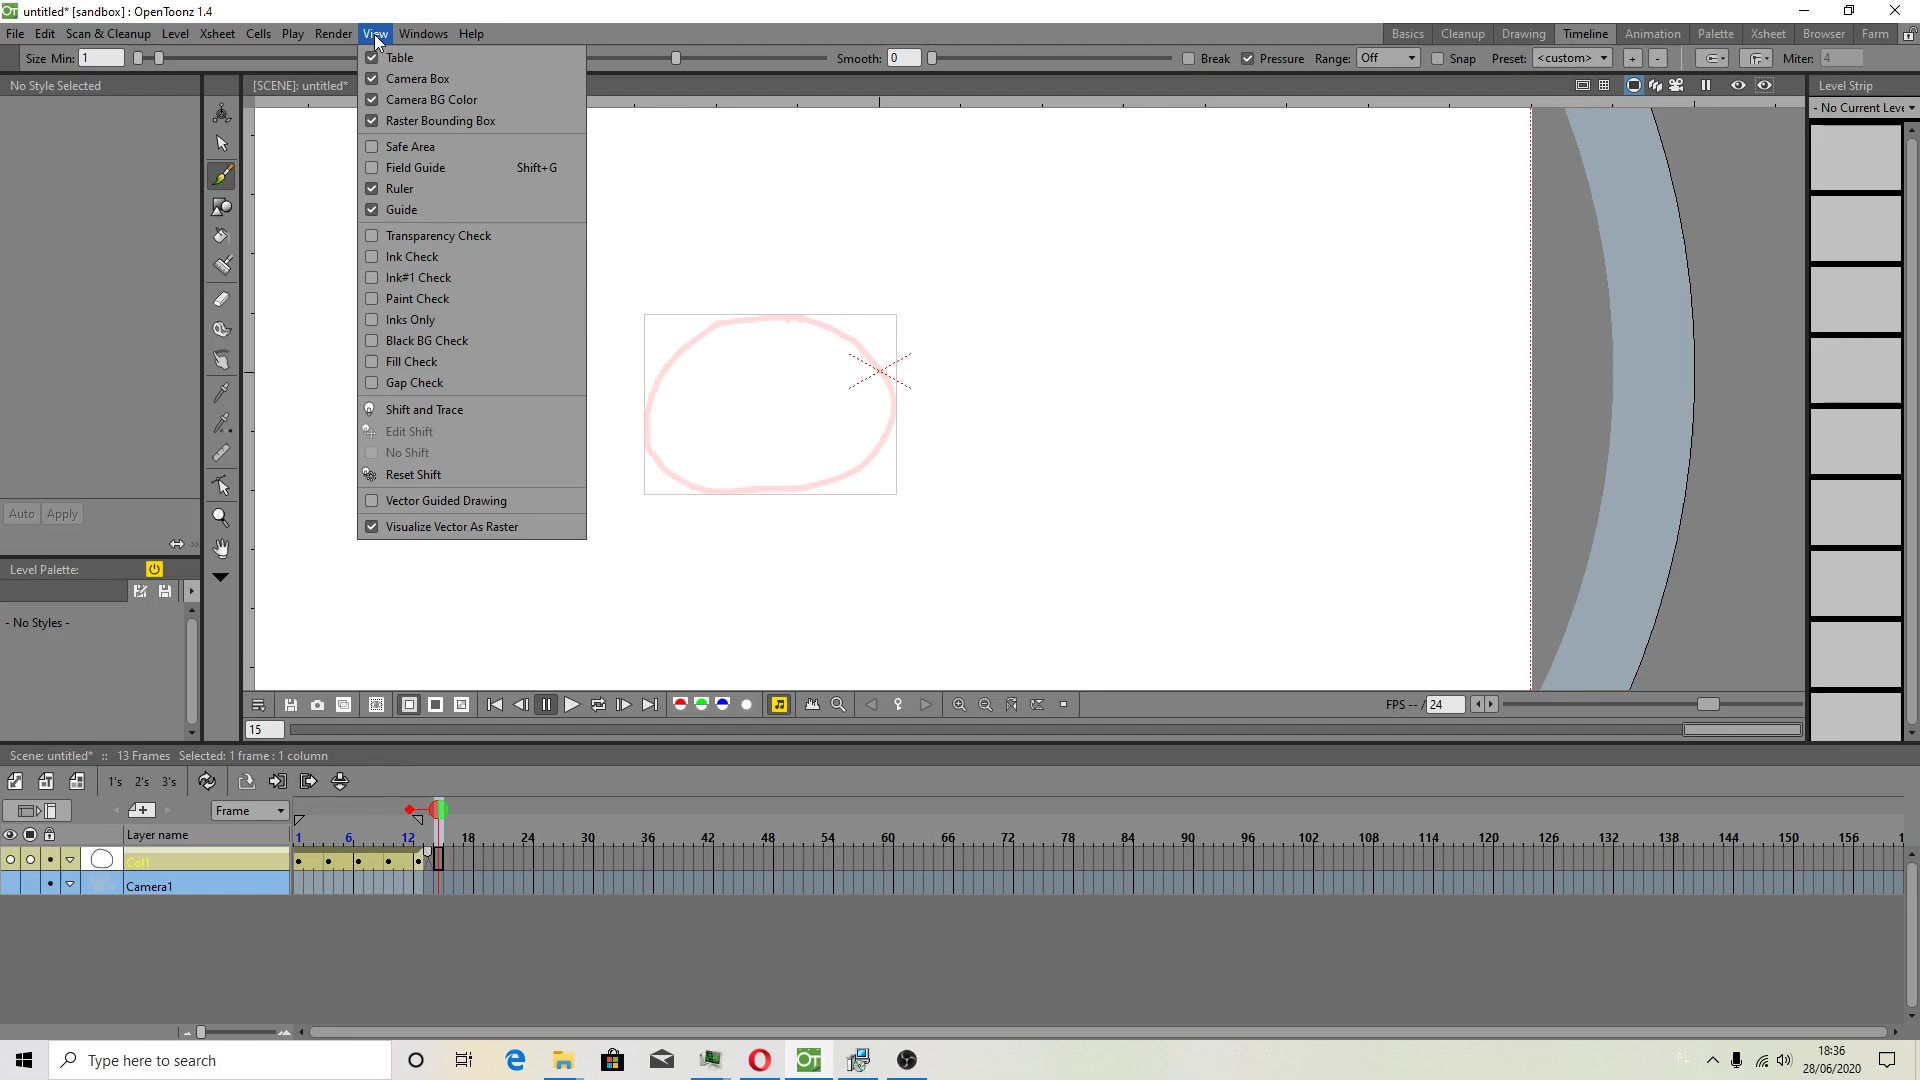 untitled* [sandbox] : OpenToonz 1.4
File Edit Scan & Cleanup Level Xsheet Cells Play Render View Windows Help
Basics Cleanup Drawing Timeline Animation Palette Xsheet Browser Farm
Size Min: 1 Smooth: 0 Break Pressure Range: Off Snap Preset: <custom> + - Miter: 4
No Style Selected
[SCENE]: untitled*
Level Strip
- No Current Leve
Table
Camera Box
Camera BG Color
Raster Bounding Box
Safe Area
Field Guide Shift+G
Ruler
Guide
Transparency Check
Ink Check
Ink#1 Check
Paint Check
Inks Only
Black BG Check
Fill Check
Gap Check
Shift and Trace
Edit Shift
No Shift
Reset Shift
Vector Guided Drawing
Visualize Vector As Raster
Auto Apply
Level Palette:
- No Styles -
FPS -- / 24
15
Scene: untitled* :: 13 Frames Selected: 1 frame : 1 column
1's 2's 3's
Frame
Layer name
1 6 12 18 24 30 36 42 48 54 60 66 72 78 84 90 96 102 108 114 120 126 132 138 144 150 156 1
Col1
Camera1
Type here to search
18:36
28/06/2020